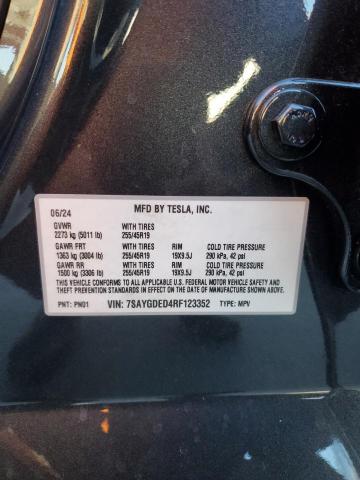 06/24 MFD BY TESLA, INC.
GVWR WITH TIRES
2273 kg (5011 lb) 255/45R19
GAWR FRT WITH TIRES RIM COLD TIRE PRESSURE
1363 kg (3004 lb) 255/45R19 19X9.5J 290 kPa, 42 psi
GAWR RR WITH TIRES RIM COLD TIRE PRESSURE
1500 kg (3306 lb) 255/45R19 19X9.5J 290 kPa, 42 psi
THIS VEHICLE CONFORMS TO ALL APPLICABLE U.S.
FEDERAL MOTOR VEHICLE SAFETY AND
THEFT PREVENTION STANDARDS IN
EFFECT ON THE DATE OF MANUFACTURE SHOWN ABOVE.
PNT: PN01 VIN: 7SAYGDED4RF123352 TYPE: MPV